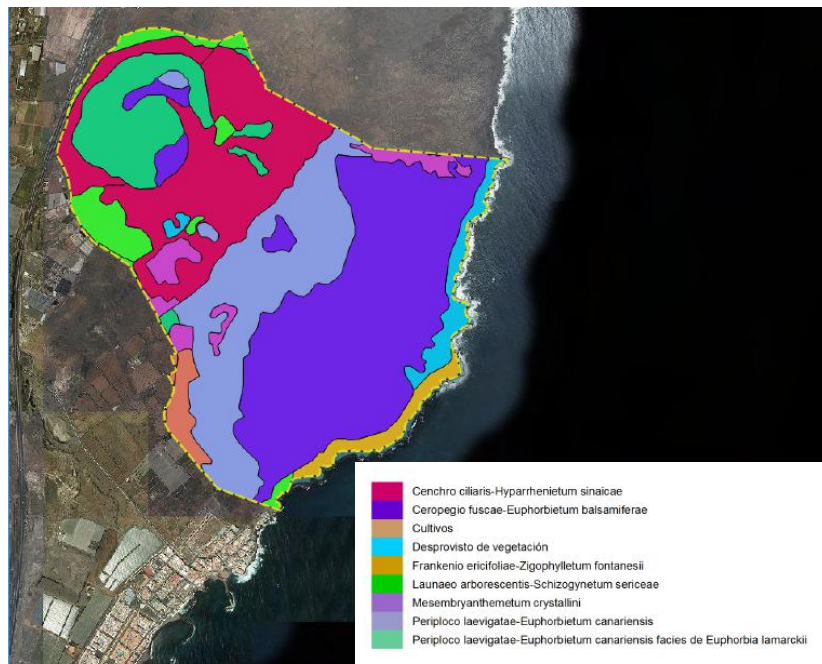 Cenchro ciliaris-Hyparrhenietum sinaicae
Ceropegio fuscae-Euphorbietum balsamiferae
Cultivos
Desprovisto de vegetación
Frankenio ericifoliae-Zigophylletum fontanesii
Launaeo arborescentis-Schizogynetum sericeae
Mesembryanthemetum crystallini
Periploco laevigatae-Euphorbietum canariensis
Periploco laevigatae-Euphorbietum canariensis facies de Euphorbia lamarckii